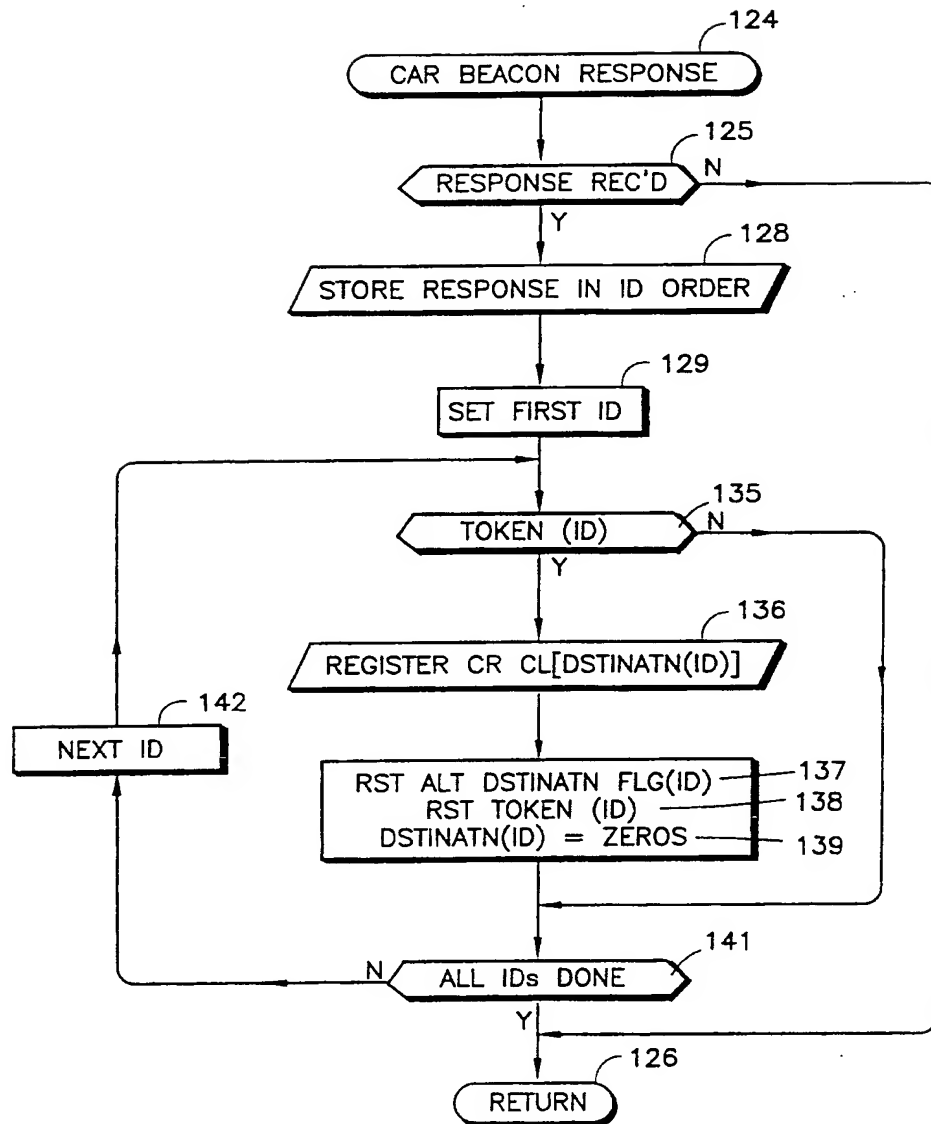 124
CAR BEACON RESPONSE
125
RESPONSE REC'D
N
Y
128
STORE RESPONSE IN ID ORDER
129
SET FIRST ID
135
TOKEN (ID)
N
Y
136
REGISTER CR CL[DSTINATN(ID)]
142
NEXT ID
RST ALT DSTINATN FLG(ID) 137
RST TOKEN (ID) 138
DSTINATN(ID) = ZEROS 139
141
N
ALL IDs DONE
Y
126
RETURN